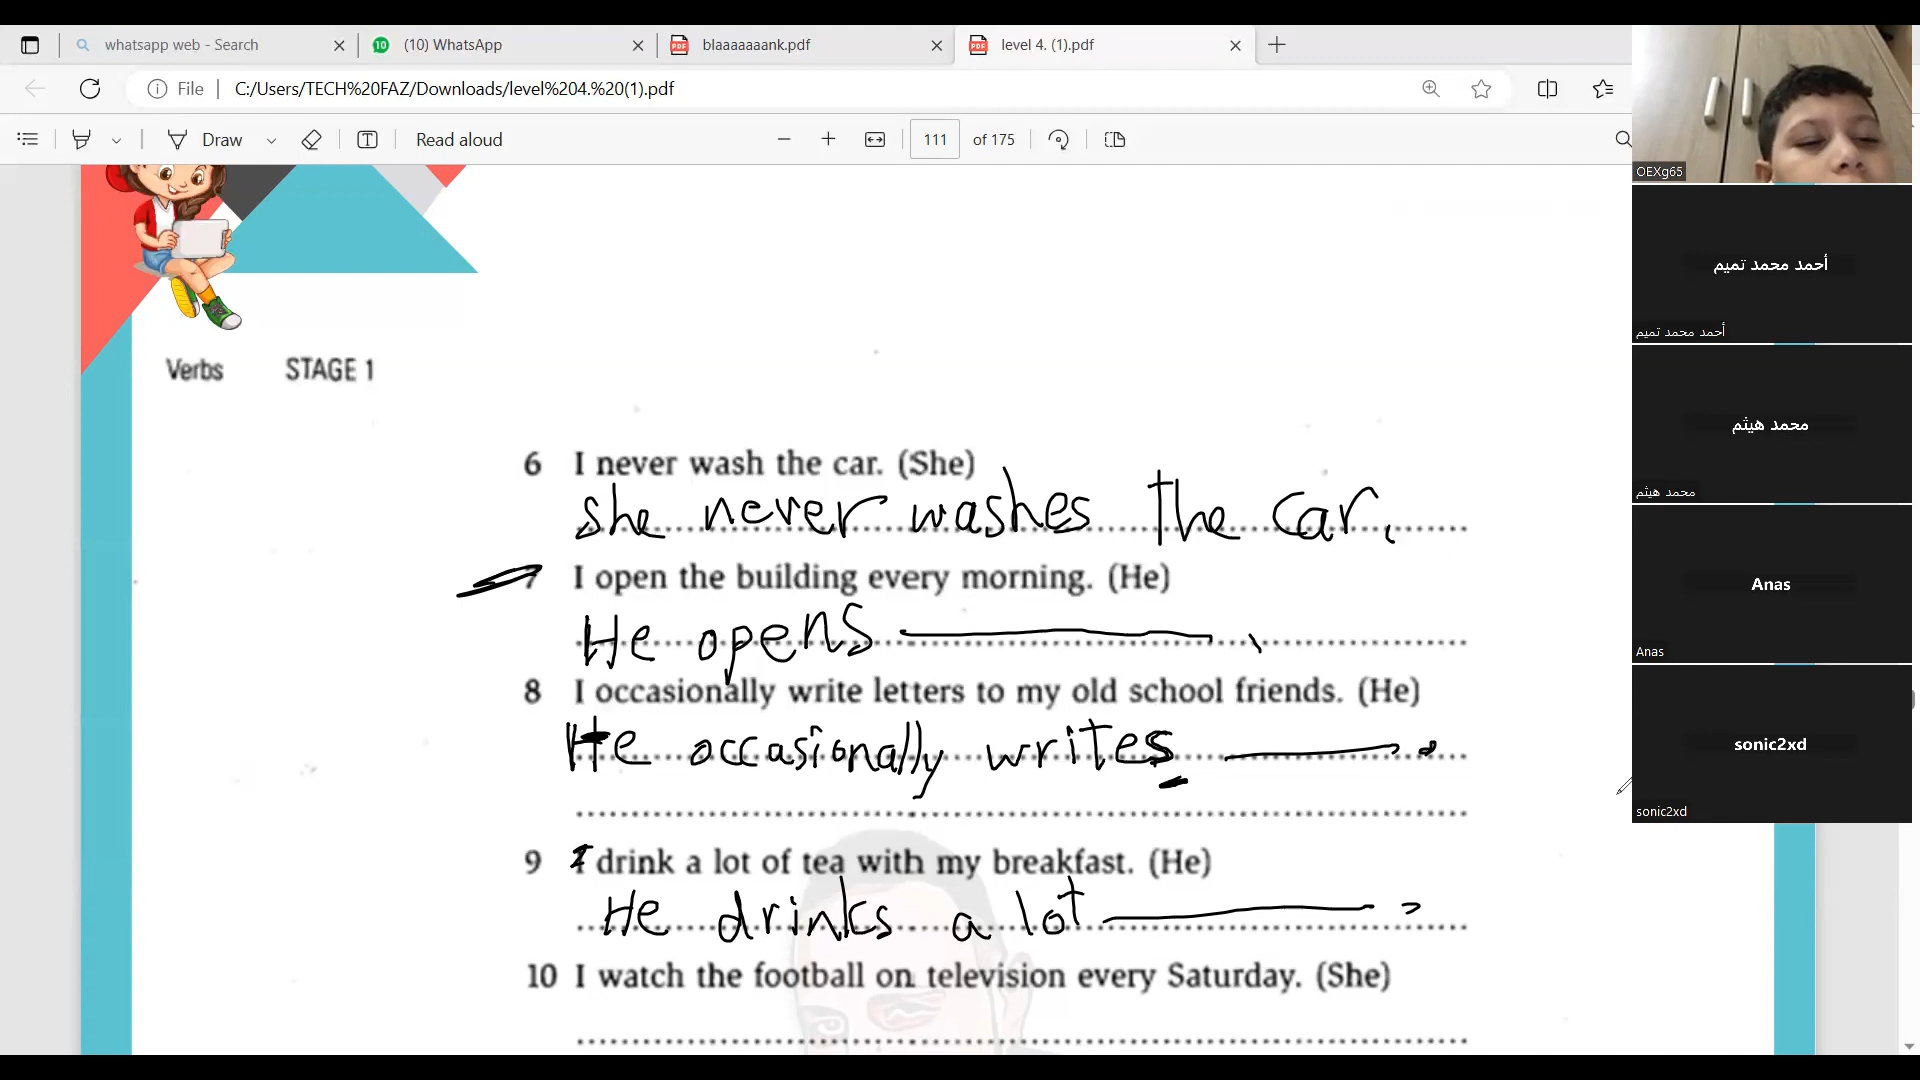 whatsapp web - Search
(10) WhatsApp
blaaaaaaank.pdf
level 4. (1).pdf
File
C:/Users/TECH%20FAZ/Downloads/level%204.%20(1).pdf
Draw
Read aloud
111 of 175
OEXg65
أحمد محمد تميم
أحمد محمد تميم
محمد هيثم
محمد هيثم
Anas
Anas
sonic2xd
sonic2xd
Verbs STAGE 1
6 I never wash the car. (She)
she never washes the car.
7 I open the building every morning. (He)
He opens
8 I occasionally write letters to my old school friends. (He)
He occasionally writes
9 I drink a lot of tea with my breakfast. (He)
He drinks a lot
10 I watch the football on television every Saturday. (She)